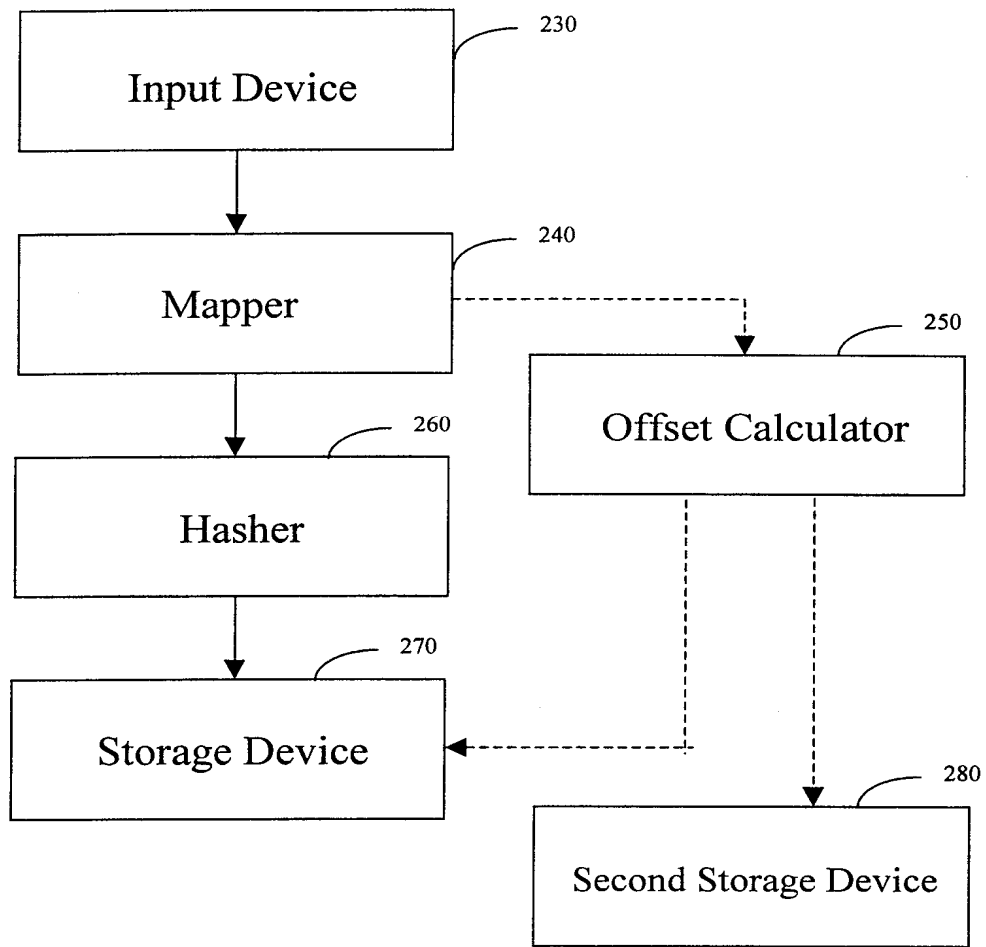 230
Input Device
240
Mapper
250
Offset Calculator
260
Hasher
270
Storage Device
280
Second Storage Device